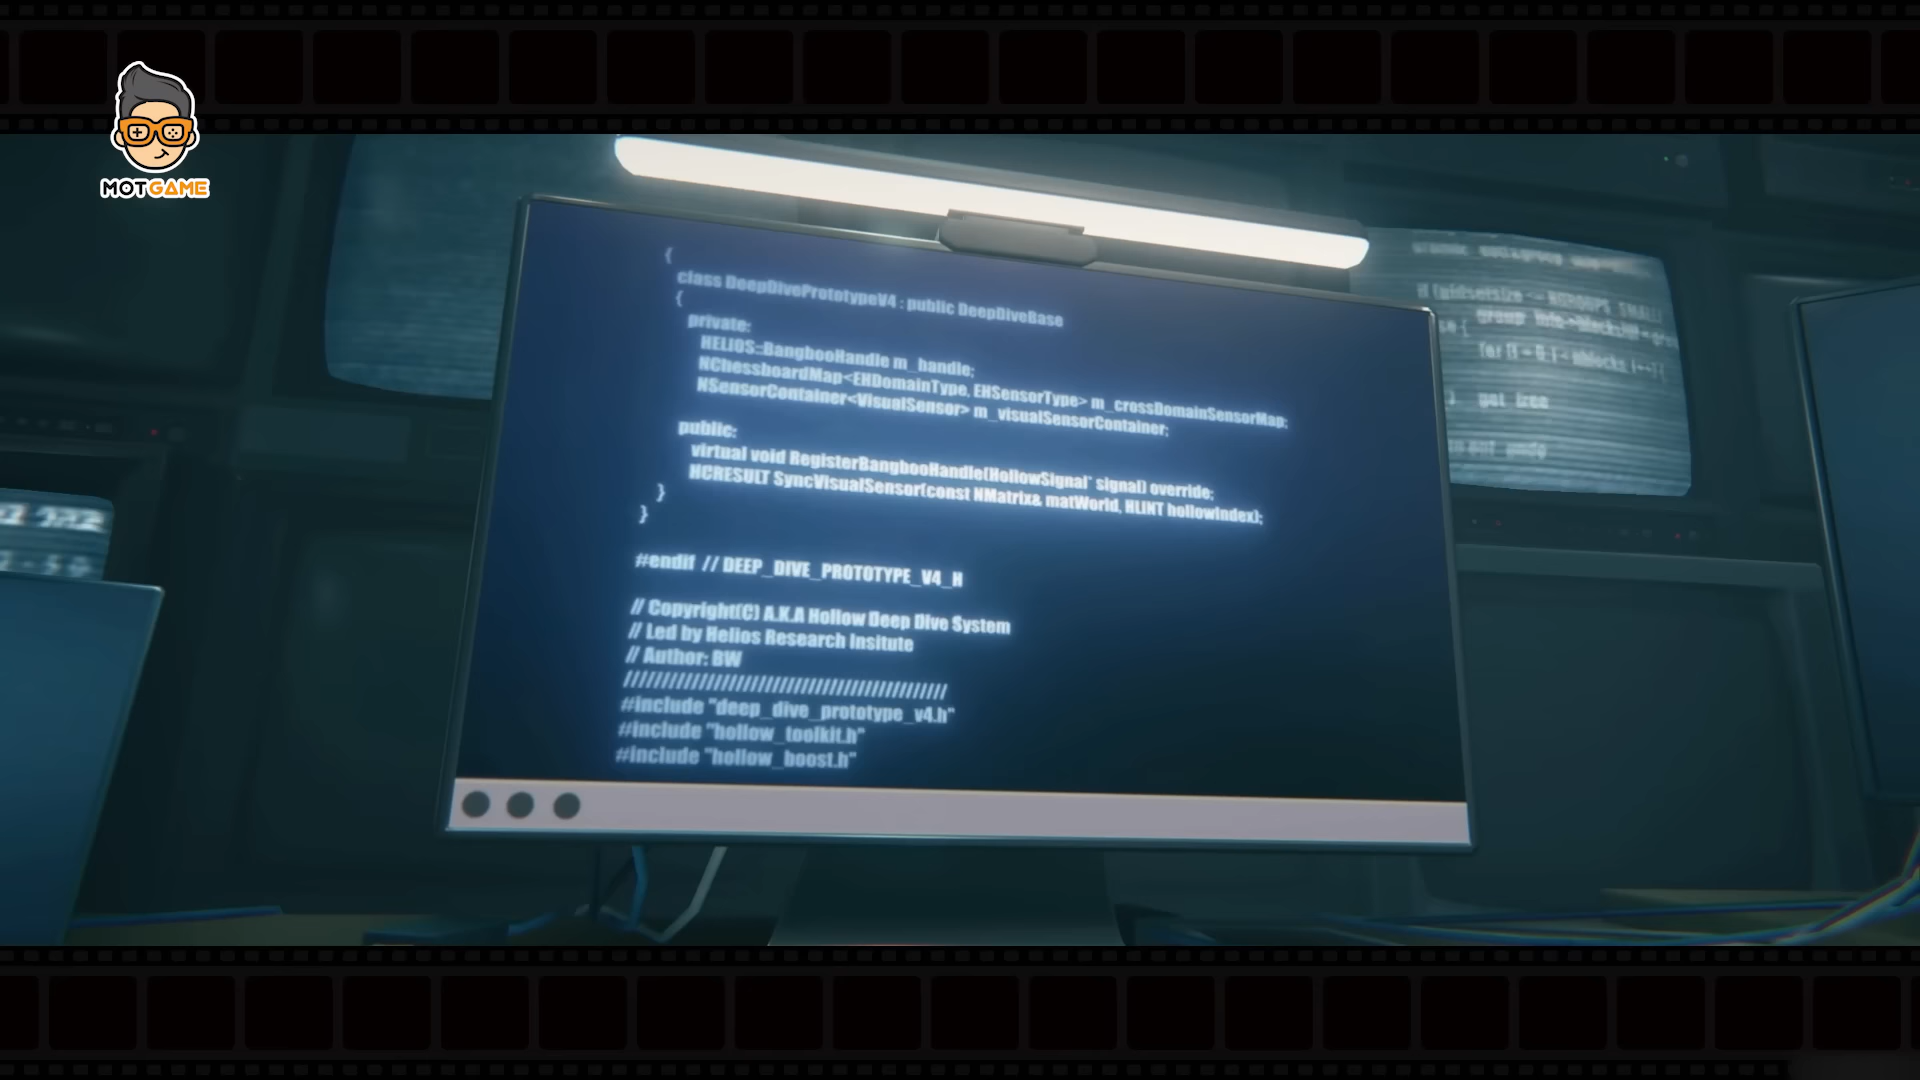 MOTGAME
{
class DeepDivePrototypeV4 : public DeepDiveBase
{
private:
HELIOS::BangbooHandle m_handle;
NChessboardMap<EHDomainType, EHSensorType> m_crossDomainSensorMap;
NSensorContainer<VisualSensor> m_visualSensorContainer;
public:
virtual void RegisterBangbooHandle(HollowSignal* signal) override;
HCRESULT SyncVisualSensor(const NMatrix& matWorld, HLINT hollowIndex);
}
}
#endif // DEEP_DIVE_PROTOTYPE_V4_H
// Copyright(C) A.K.A Hollow Deep Dive System
// Led by Helios Research Insitute
// Author: BW
////////////////////////////////////////////
#include "deep_dive_prototype_v4.h"
#include "hollow_toolkit.h"
#include "hollow_boost.h"